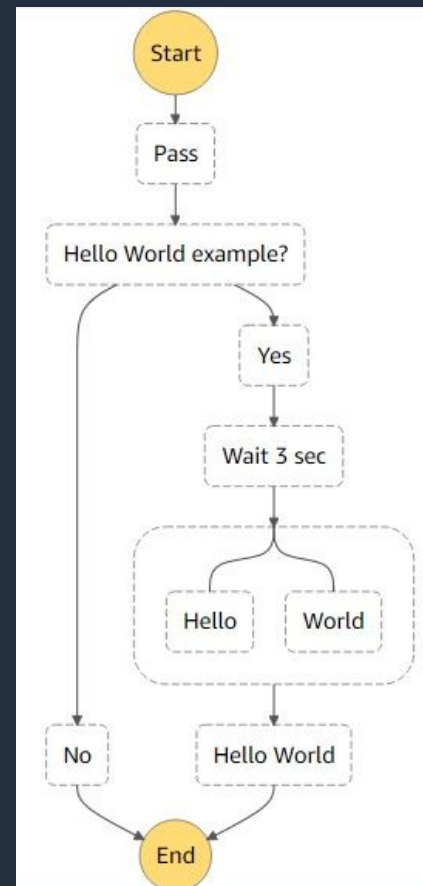 Start
Pass
Hello World example?
Yes
Wait 3 sec
Hello
World
No
Hello World
End